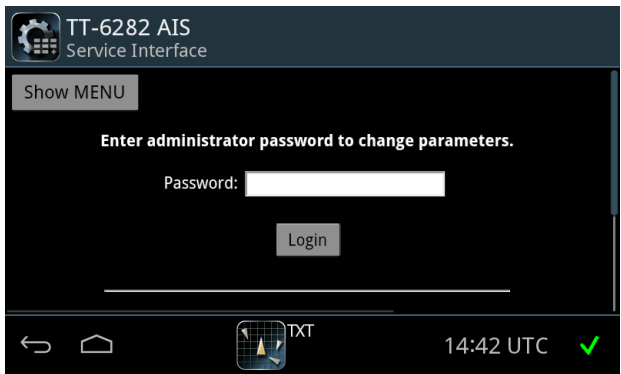 TT-6282 AIS
Service Interface
Show MENU
Enter administrator password to change parameters.
Password:
Login
TXT
14:42 UTC